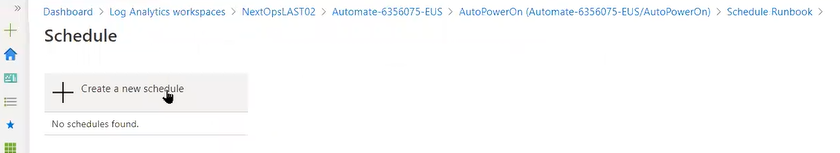 Dashboard > Log Analytics workspaces > NextOpsLAST02 > Automate-6356075-EUS > AutoPowerOn (Automate-6356075-EUS/AutoPowerOn) > Schedule Runbook >
Schedule
Create a new schedule
No schedules found.